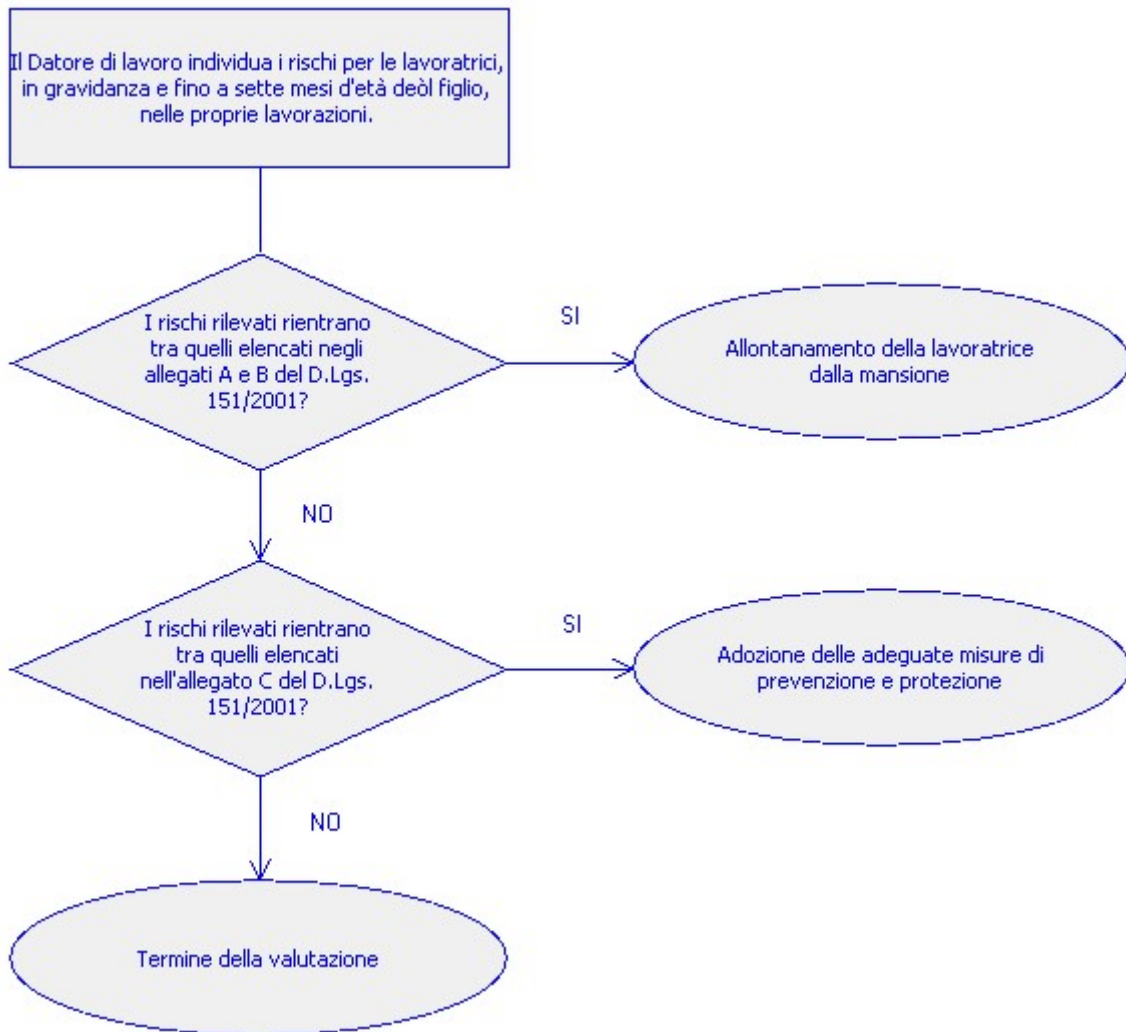 Il Datore di lavoro individua i rischi per le lavoratrici,
in gravidanza e fino a sette mesi d'età deòl figlio,
nelle proprie lavorazioni.
I rischi rilevati rientrano
tra quelli elencati negli
allegati A e B del D.Lgs.
151/2001?
SI
Allontanamento della lavoratrice
dalla mansione
NO
I rischi rilevati rientrano
tra quelli elencati
nell'allegato C del D.Lgs.
151/2001?
SI
Adozione delle adeguate misure di
prevenzione e protezione
NO
Termine della valutazione